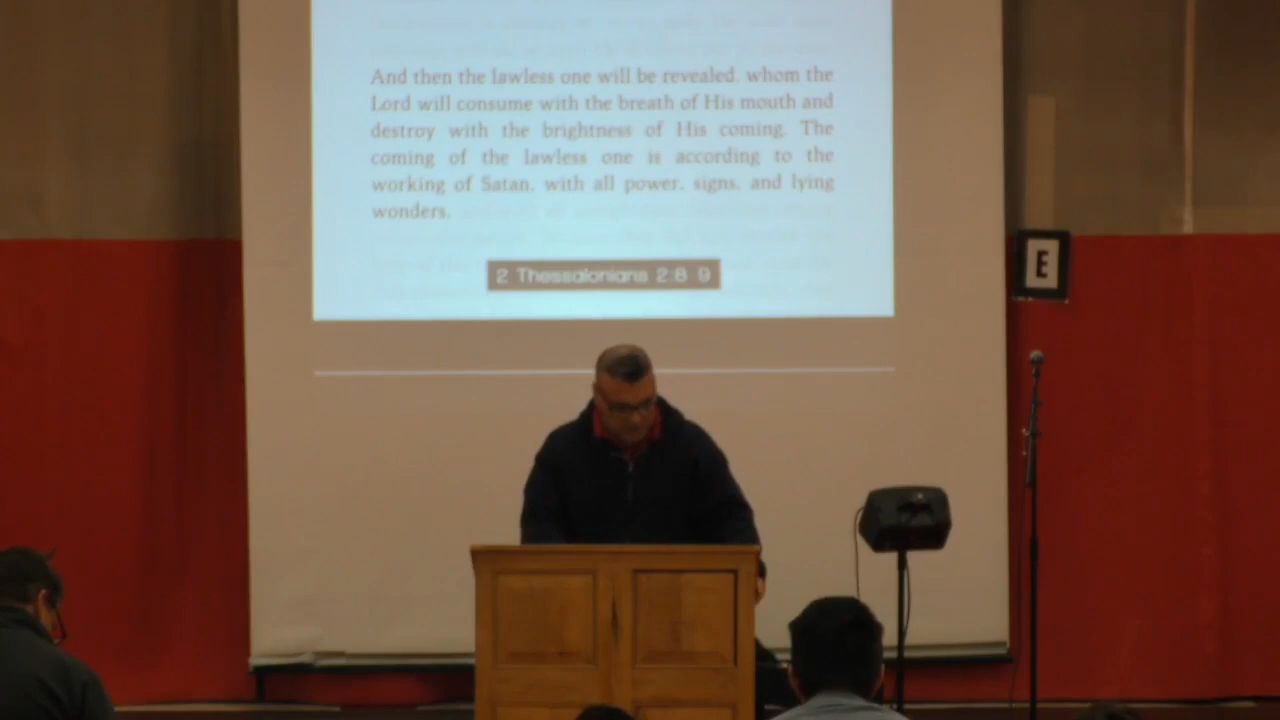 And then the lawless one will be revealed, whom the
Lord will consume with the breath of His mouth and
destroy with the brightness of His coming. The
coming of the lawless one is according to the
working of Satan, with all power, signs, and lying
wonders,
2 Thessalonians 2:8-9
E